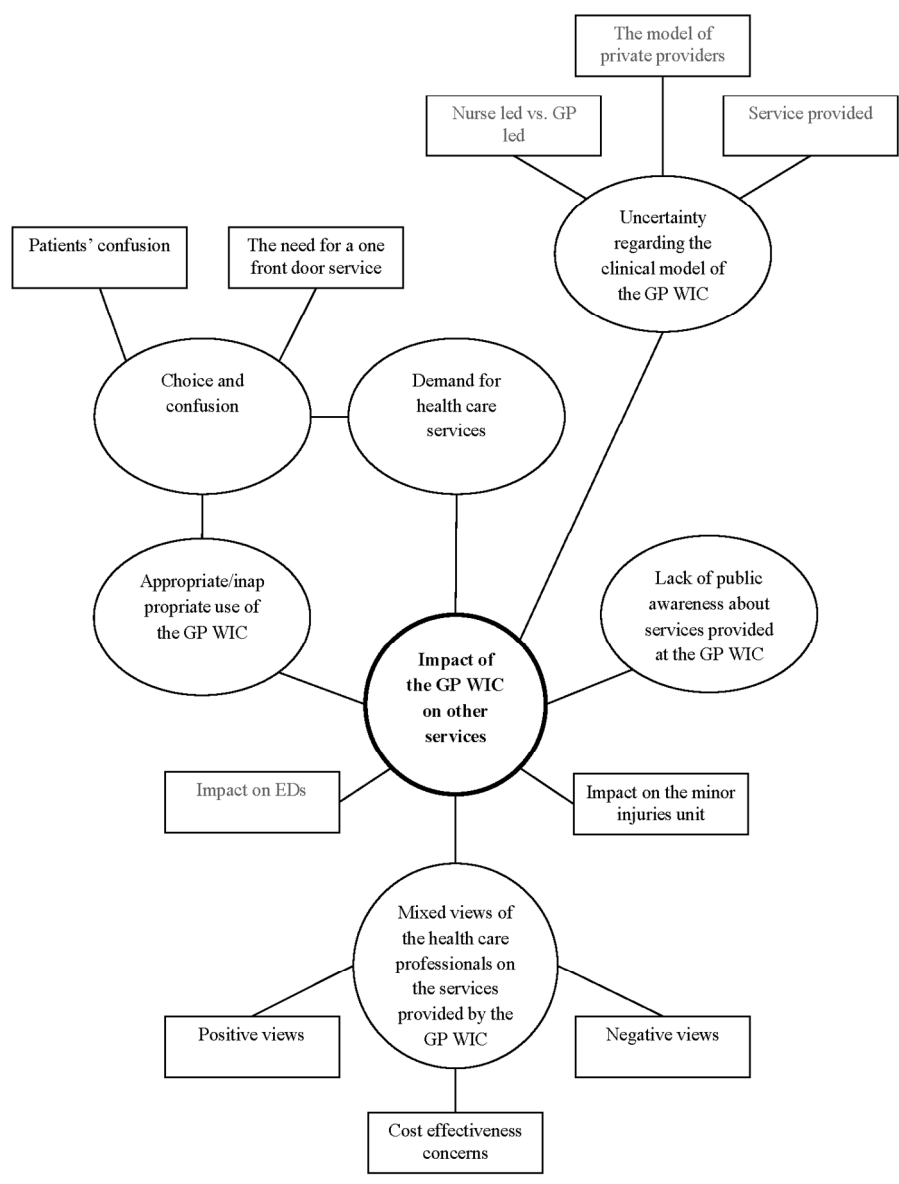 The model of
private providers
Nurse led vs. GP
led
Service provided
Uncertainty
regarding the
clinical model of
the GP WIC
Patients’ confusion
The need for a one
front door service
Choice and
confusion
Demand for
health care
services
Appropriate/inap
propriate use of
the GP WIC
Lack of public
awareness about
services provided
at the GP WIC
Impact of
the GP WIC
on other
services
Impact on EDs
Impact on the minor
injuries unit
Mixed views of
the health care
professionals on
the services
provided by the
GP WIC
Positive views
Negative views
Cost effectiveness
concerns